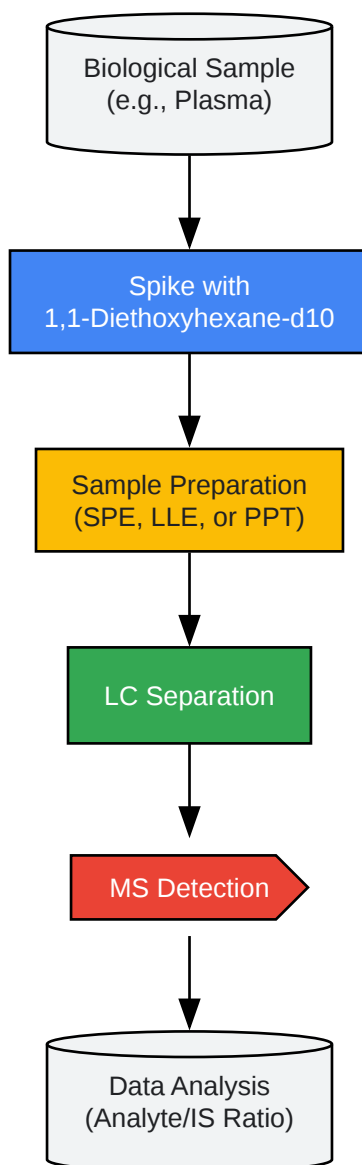 Biological Sample
(e.g., Plasma)
Spike with
1,1-Diethoxyhexane-d10
Sample Preparation
(SPE, LLE, or PPT)
LC Separation
MS Detection
Data Analysis
(Analyte/IS Ratio)